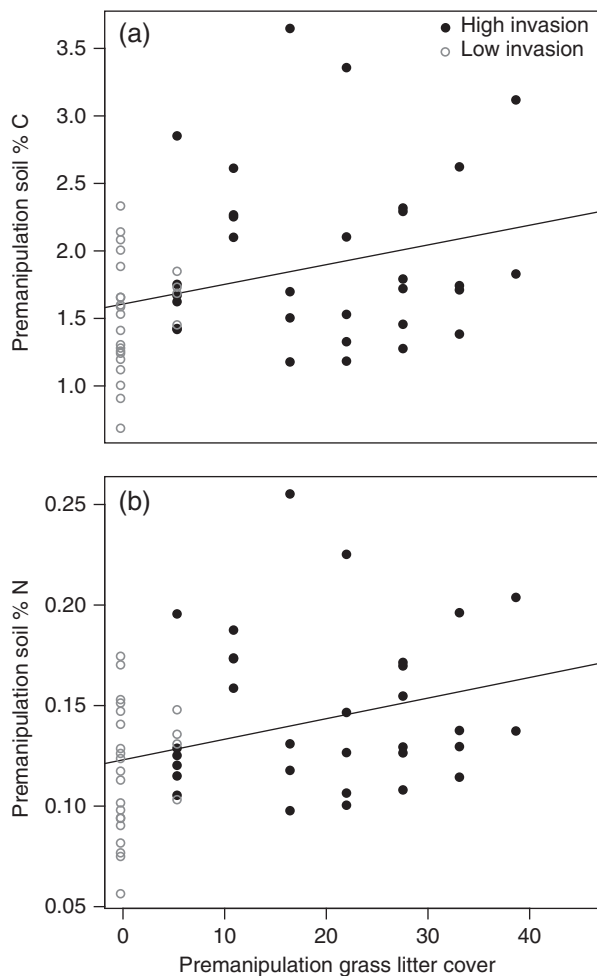 (a)
High invasion
Low invasion
Premanipulation soil % C
3.5
3.0
2.5
2.0
1.5
1.0
(b)
Premanipulation soil % N
0.25
0.20
0.15
0.10
0.05
0 10 20 30 40
Premanipulation grass litter cover